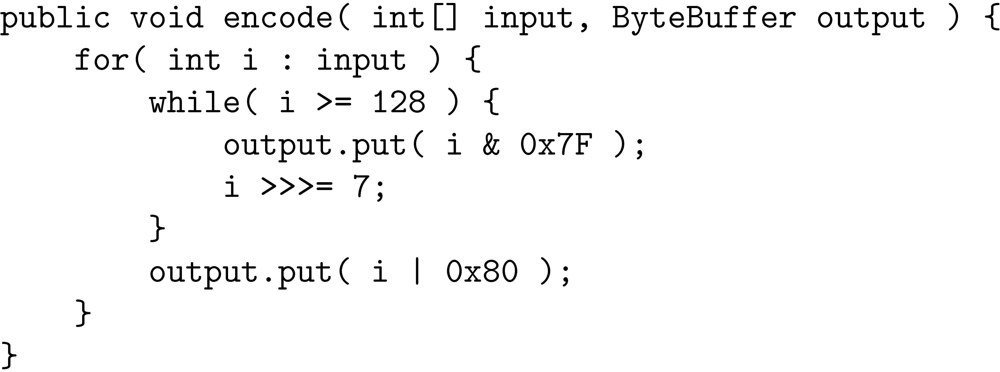 public void encode( int[] input, ByteBuffer output ) {
    for( int i : input ) {
        while( i >= 128 ) {
            output.put( i & 0x7F );
            i >>>= 7;
        }
        output.put( i | 0x80 );
    }
}